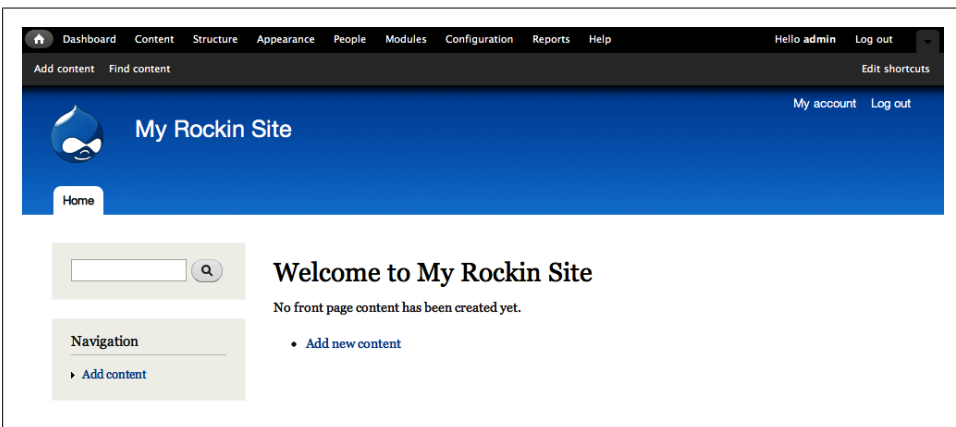 Dashboard Content Structure Appearance People Modules Configuration Reports Help Hello admin Log out
Add content Find content Edit shortcuts
My account Log out
My Rockin Site
Home
Welcome to My Rockin Site
No front page content has been created yet.
Add new content
Navigation
Add content